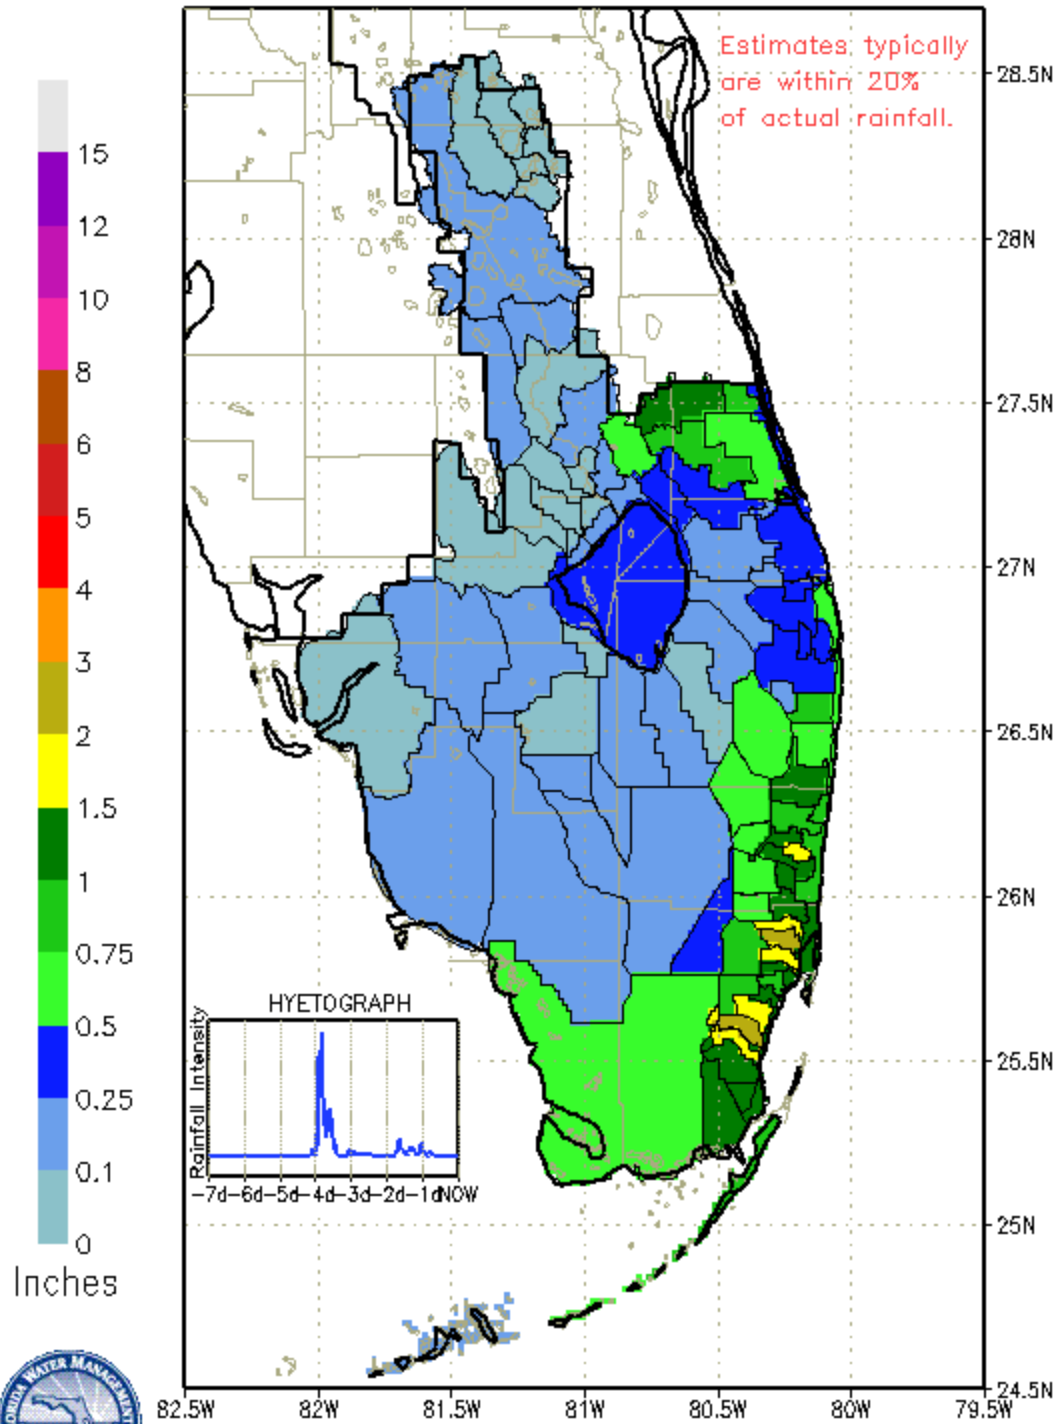 Estimates typically
are within 20%
of actual rainfall.
15
12
10
8
6
5
4
3
2
1.5
1
0.75
0.5
0.25
0.1
0
Inches
28.5N
28N
27.5N
27N
26.5N
26N
25.5N
25N
24.5N
HYETOGRAPH
Rainfall Intensity
-7d-6d-5d-4d-3d-2d-1dNOW
82.5W 82W 81.5W 81W 80.5W 80W 79.5W
WATER MANAGEMENT